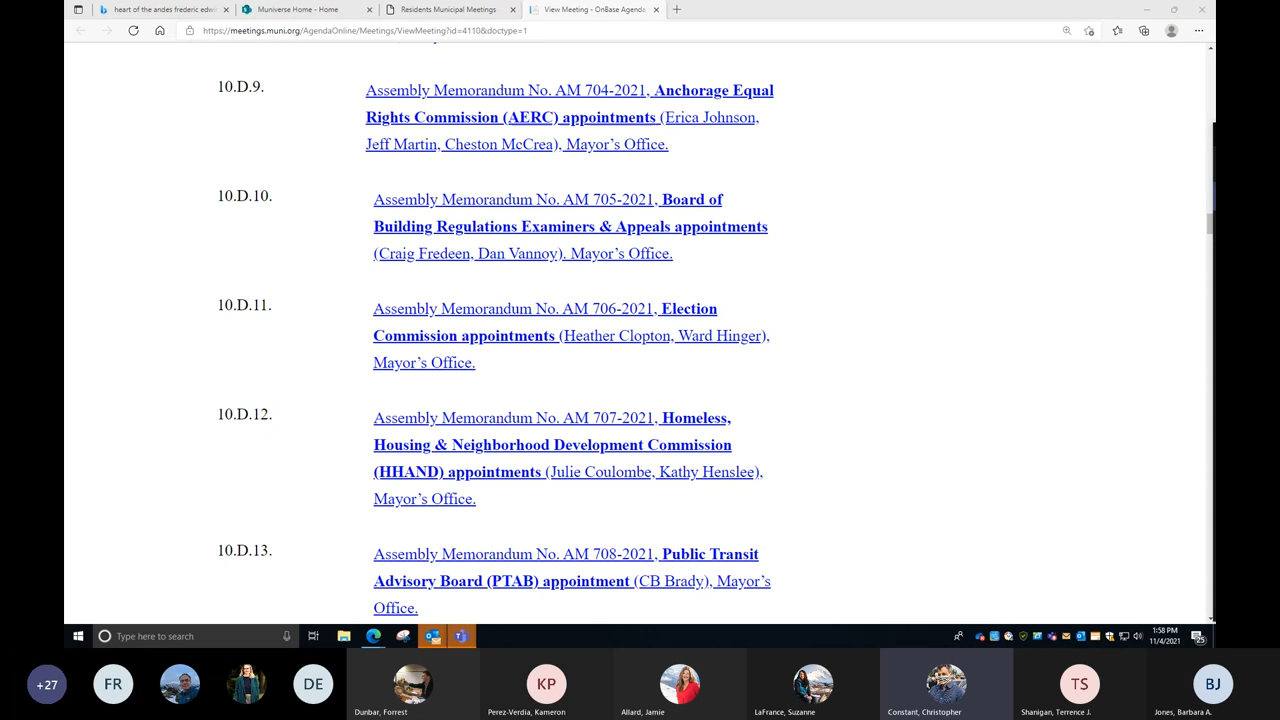 heart of the andes frederic edwi
Muniverse Home - Home
Residents Municipal Meetings
View Meeting - OnBase Agenda
https://meetings.muni.org/AgendaOnline/Meetings/ViewMeeting?id=4110&doctype=1
10.D.9.
Assembly Memorandum No. AM 704-2021, Anchorage Equal
Rights Commission (AERC) appointments (Erica Johnson,
Jeff Martin, Cheston McCrea), Mayor’s Office.
10.D.10.
Assembly Memorandum No. AM 705-2021, Board of
Building Regulations Examiners & Appeals appointments
(Craig Fredeen, Dan Vannoy). Mayor’s Office.
10.D.11.
Assembly Memorandum No. AM 706-2021, Election
Commission appointments (Heather Clopton, Ward Hinger),
Mayor’s Office.
10.D.12.
Assembly Memorandum No. AM 707-2021, Homeless,
Housing & Neighborhood Development Commission
(HHAND) appointments (Julie Coulombe, Kathy Henslee),
Mayor’s Office.
10.D.13.
Assembly Memorandum No. AM 708-2021, Public Transit
Advisory Board (PTAB) appointment (CB Brady), Mayor’s
Office.
Type here to search
1:58 PM
11/4/2021
25
+27
FR
DE
KP
TS
BJ
Dunbar, Forrest
Perez-Verdia, Kameron
Allard, Jamie
LaFrance, Suzanne
Constant, Christopher
Shanigan, Terrence J.
Jones, Barbara A.